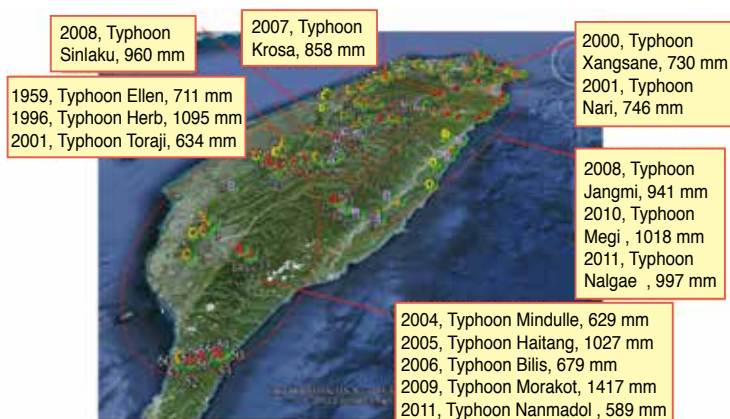 2008, Typhoon
Sinlaku, 960 mm
2007, Typhoon
Krosa, 858 mm
2000, Typhoon
Xangsane, 730 mm
2001, Typhoon
Nari, 746 mm
1959, Typhoon Ellen, 711 mm
1996, Typhoon Herb, 1095 mm
2001, Typhoon Toraji, 634 mm
2008, Typhoon
Jangmi, 941 mm
2010, Typhoon
Megi , 1018 mm
2011, Typhoon
Nalgae , 997 mm
2004, Typhoon Mindulle, 629 mm
2005, Typhoon Haitang, 1027 mm
2006, Typhoon Bilis, 679 mm
2009, Typhoon Morakot, 1417 mm
2011, Typhoon Nanmadol , 589 mm